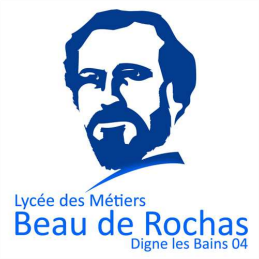 Lycée des Métiers
Beau de Rochas
Digne les Bains 04